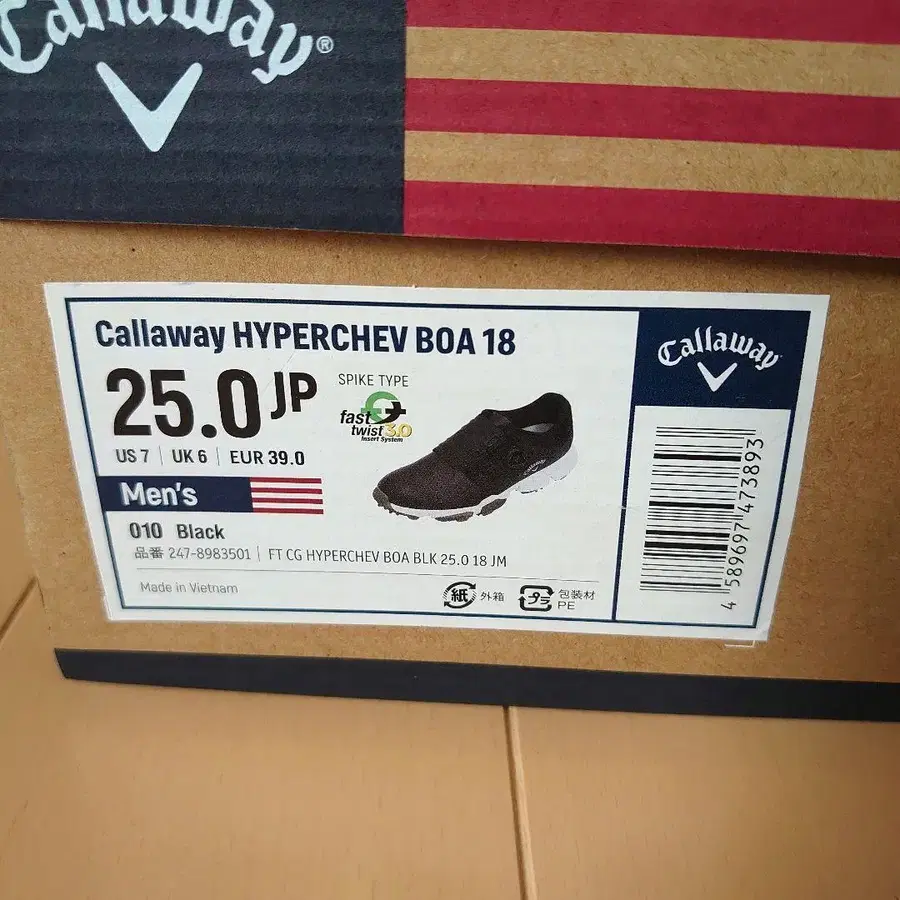 Callaway®
Callaway HYPERCHEV BOA 18
25.0 JP
SPIKE TYPE
fast
twist 3.0
Insert System
US 7 | UK 6 | EUR 39.0
Men's
010 Black
品番 247-8983501 | FT CG HYPERCHEV BOA BLK 25.0 18 JM
Made in Vietnam
紙 外箱
プラ 包装材
PE
Callaway
Callaway
4 589697 473893